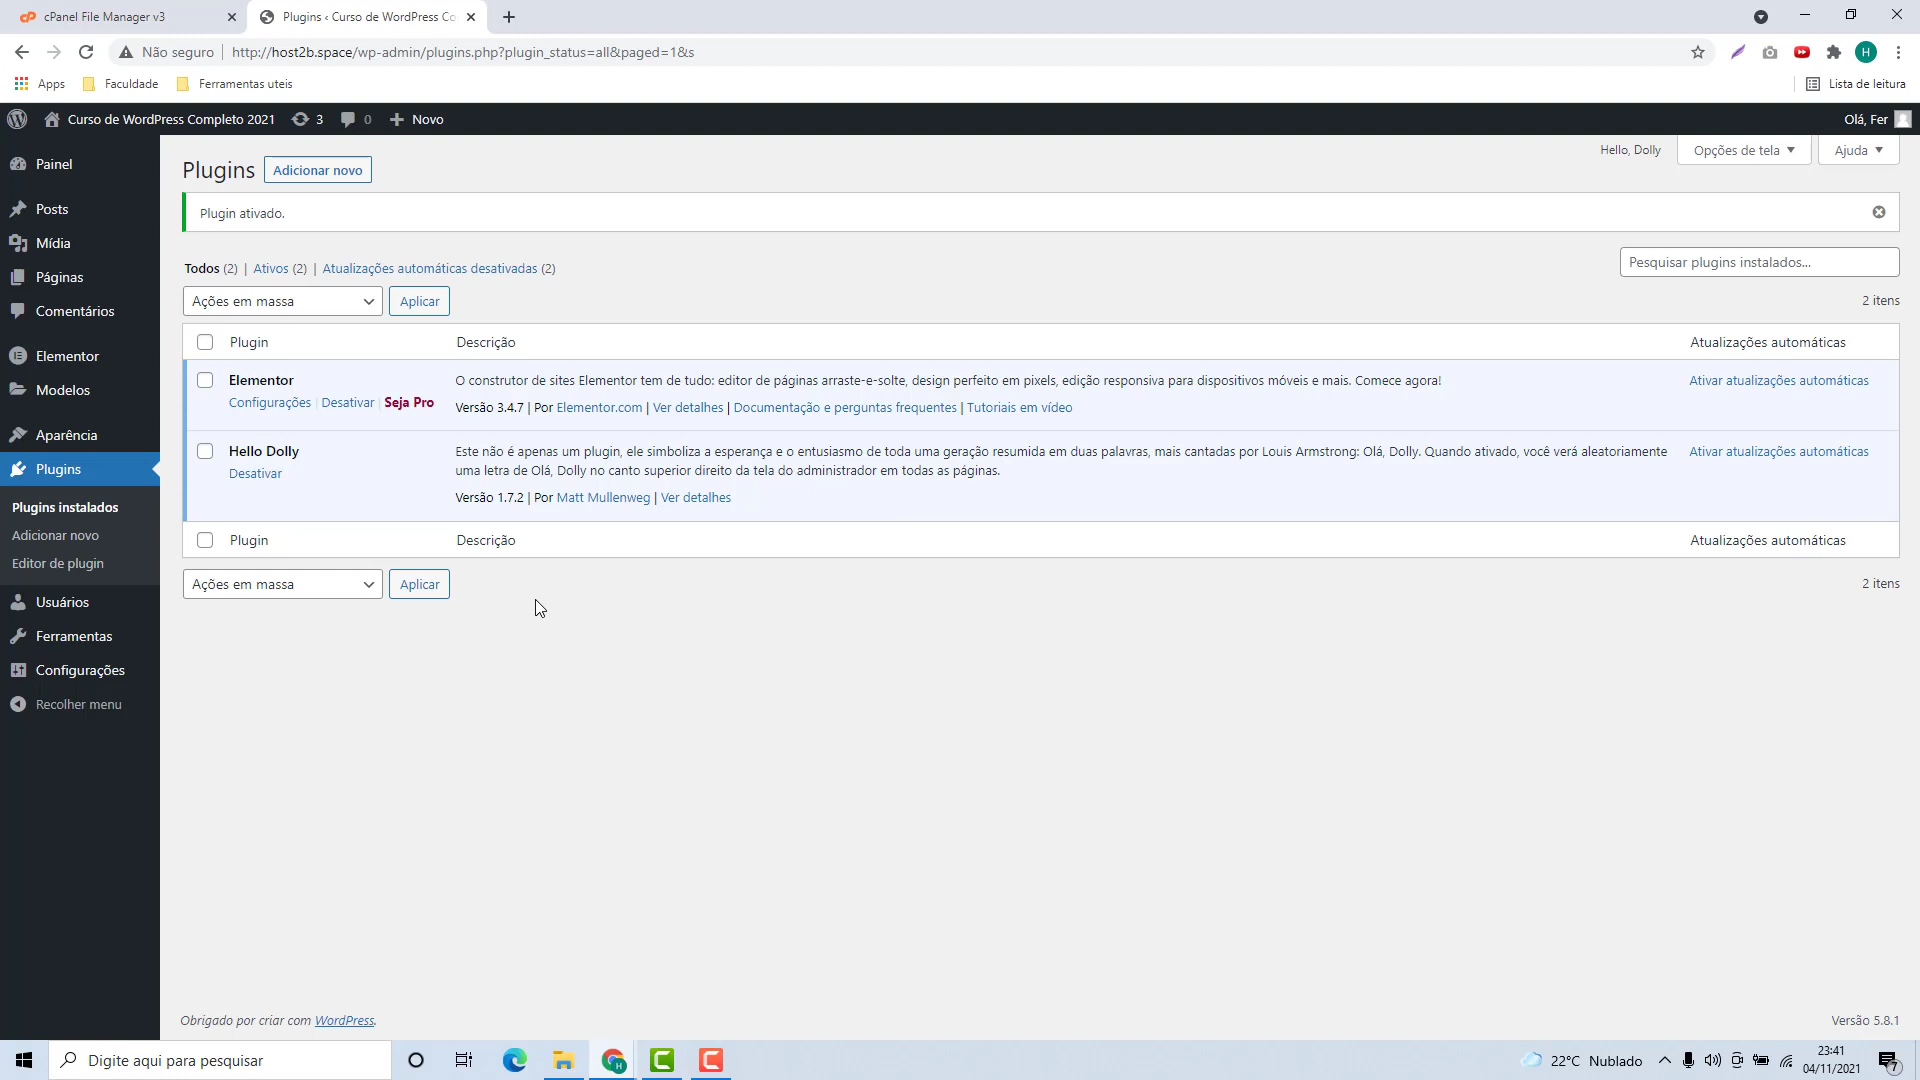 cPanel File Manager v3
Plugins ‹ Curso de WordPress Co
Não seguro
http://host2b.space/wp-admin/plugins.php?plugin_status=all&paged=1&s
H
Apps
Faculdade
Ferramentas uteis
Lista de leitura
Curso de WordPress Completo 2021
3
0
Novo
Olá, Fer
Painel
Posts
Mídia
Páginas
Comentários
Elementor
Modelos
Aparência
Plugins
Plugins instalados
Adicionar novo
Editor de plugin
Usuários
Ferramentas
Configurações
Recolher menu
Hello, Dolly
Opções de tela
Ajuda
Plugins
Adicionar novo
Plugin ativado.
Todos (2) | Ativos (2) | Atualizações automáticas desativadas (2)
Pesquisar plugins instalados...
Ações em massa
Aplicar
2 itens
Plugin
Descrição
Atualizações automáticas
Elementor
Configurações | Desativar | Seja Pro
O construtor de sites Elementor tem de tudo: editor de páginas arraste-e-solte, design perfeito em pixels, edição responsiva para dispositivos móveis e mais. Comece agora!
Versão 3.4.7 | Por Elementor.com | Ver detalhes | Documentação e perguntas frequentes | Tutoriais em vídeo
Ativar atualizações automáticas
Hello Dolly
Desativar
Este não é apenas um plugin, ele simboliza a esperança e o entusiasmo de toda uma geração resumida em duas palavras, mais cantadas por Louis Armstrong: Olá, Dolly. Quando ativado, você verá aleatoriamente
uma letra de Olá, Dolly no canto superior direito da tela do administrador em todas as páginas.
Versão 1.7.2 | Por Matt Mullenweg | Ver detalhes
Ativar atualizações automáticas
Plugin
Descrição
Atualizações automáticas
Ações em massa
Aplicar
2 itens
Obrigado por criar com WordPress.
Versão 5.8.1
Digite aqui para pesquisar
22°C Nublado
23:41
04/11/2021
7